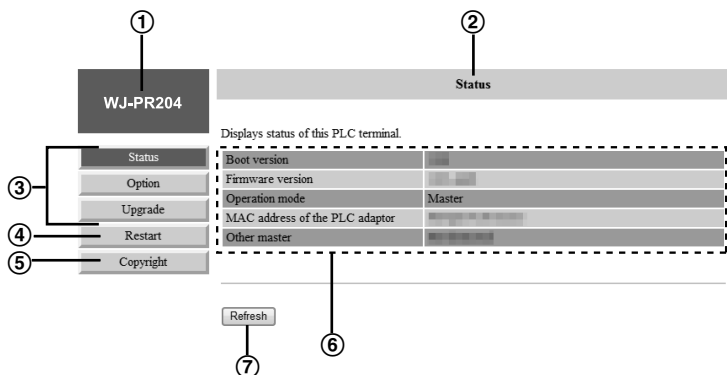 ① ②
WJ-PR204
Status
Displays status of this PLC terminal.
③
Status
Option
Upgrade
④ Restart
⑤ Copyright
Boot version
Firmware version
Operation mode Master
MAC address of the PLC adaptor
Other master
Refresh
⑥
⑦